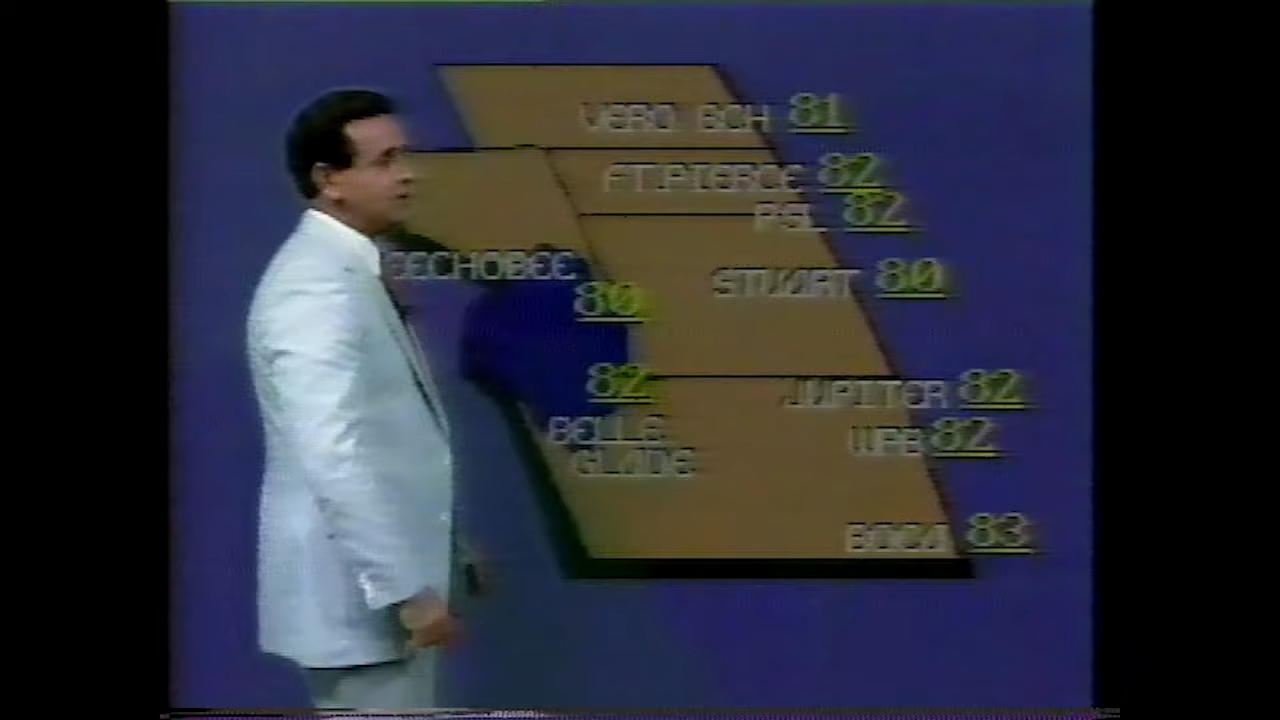 VERO BCH 81
FT.PIERCE 82
PSL 82
EECHOBEE
80
STUART 80
82
JUPITER 82
BELLE
GLADE
WPB 82
BOCA 83